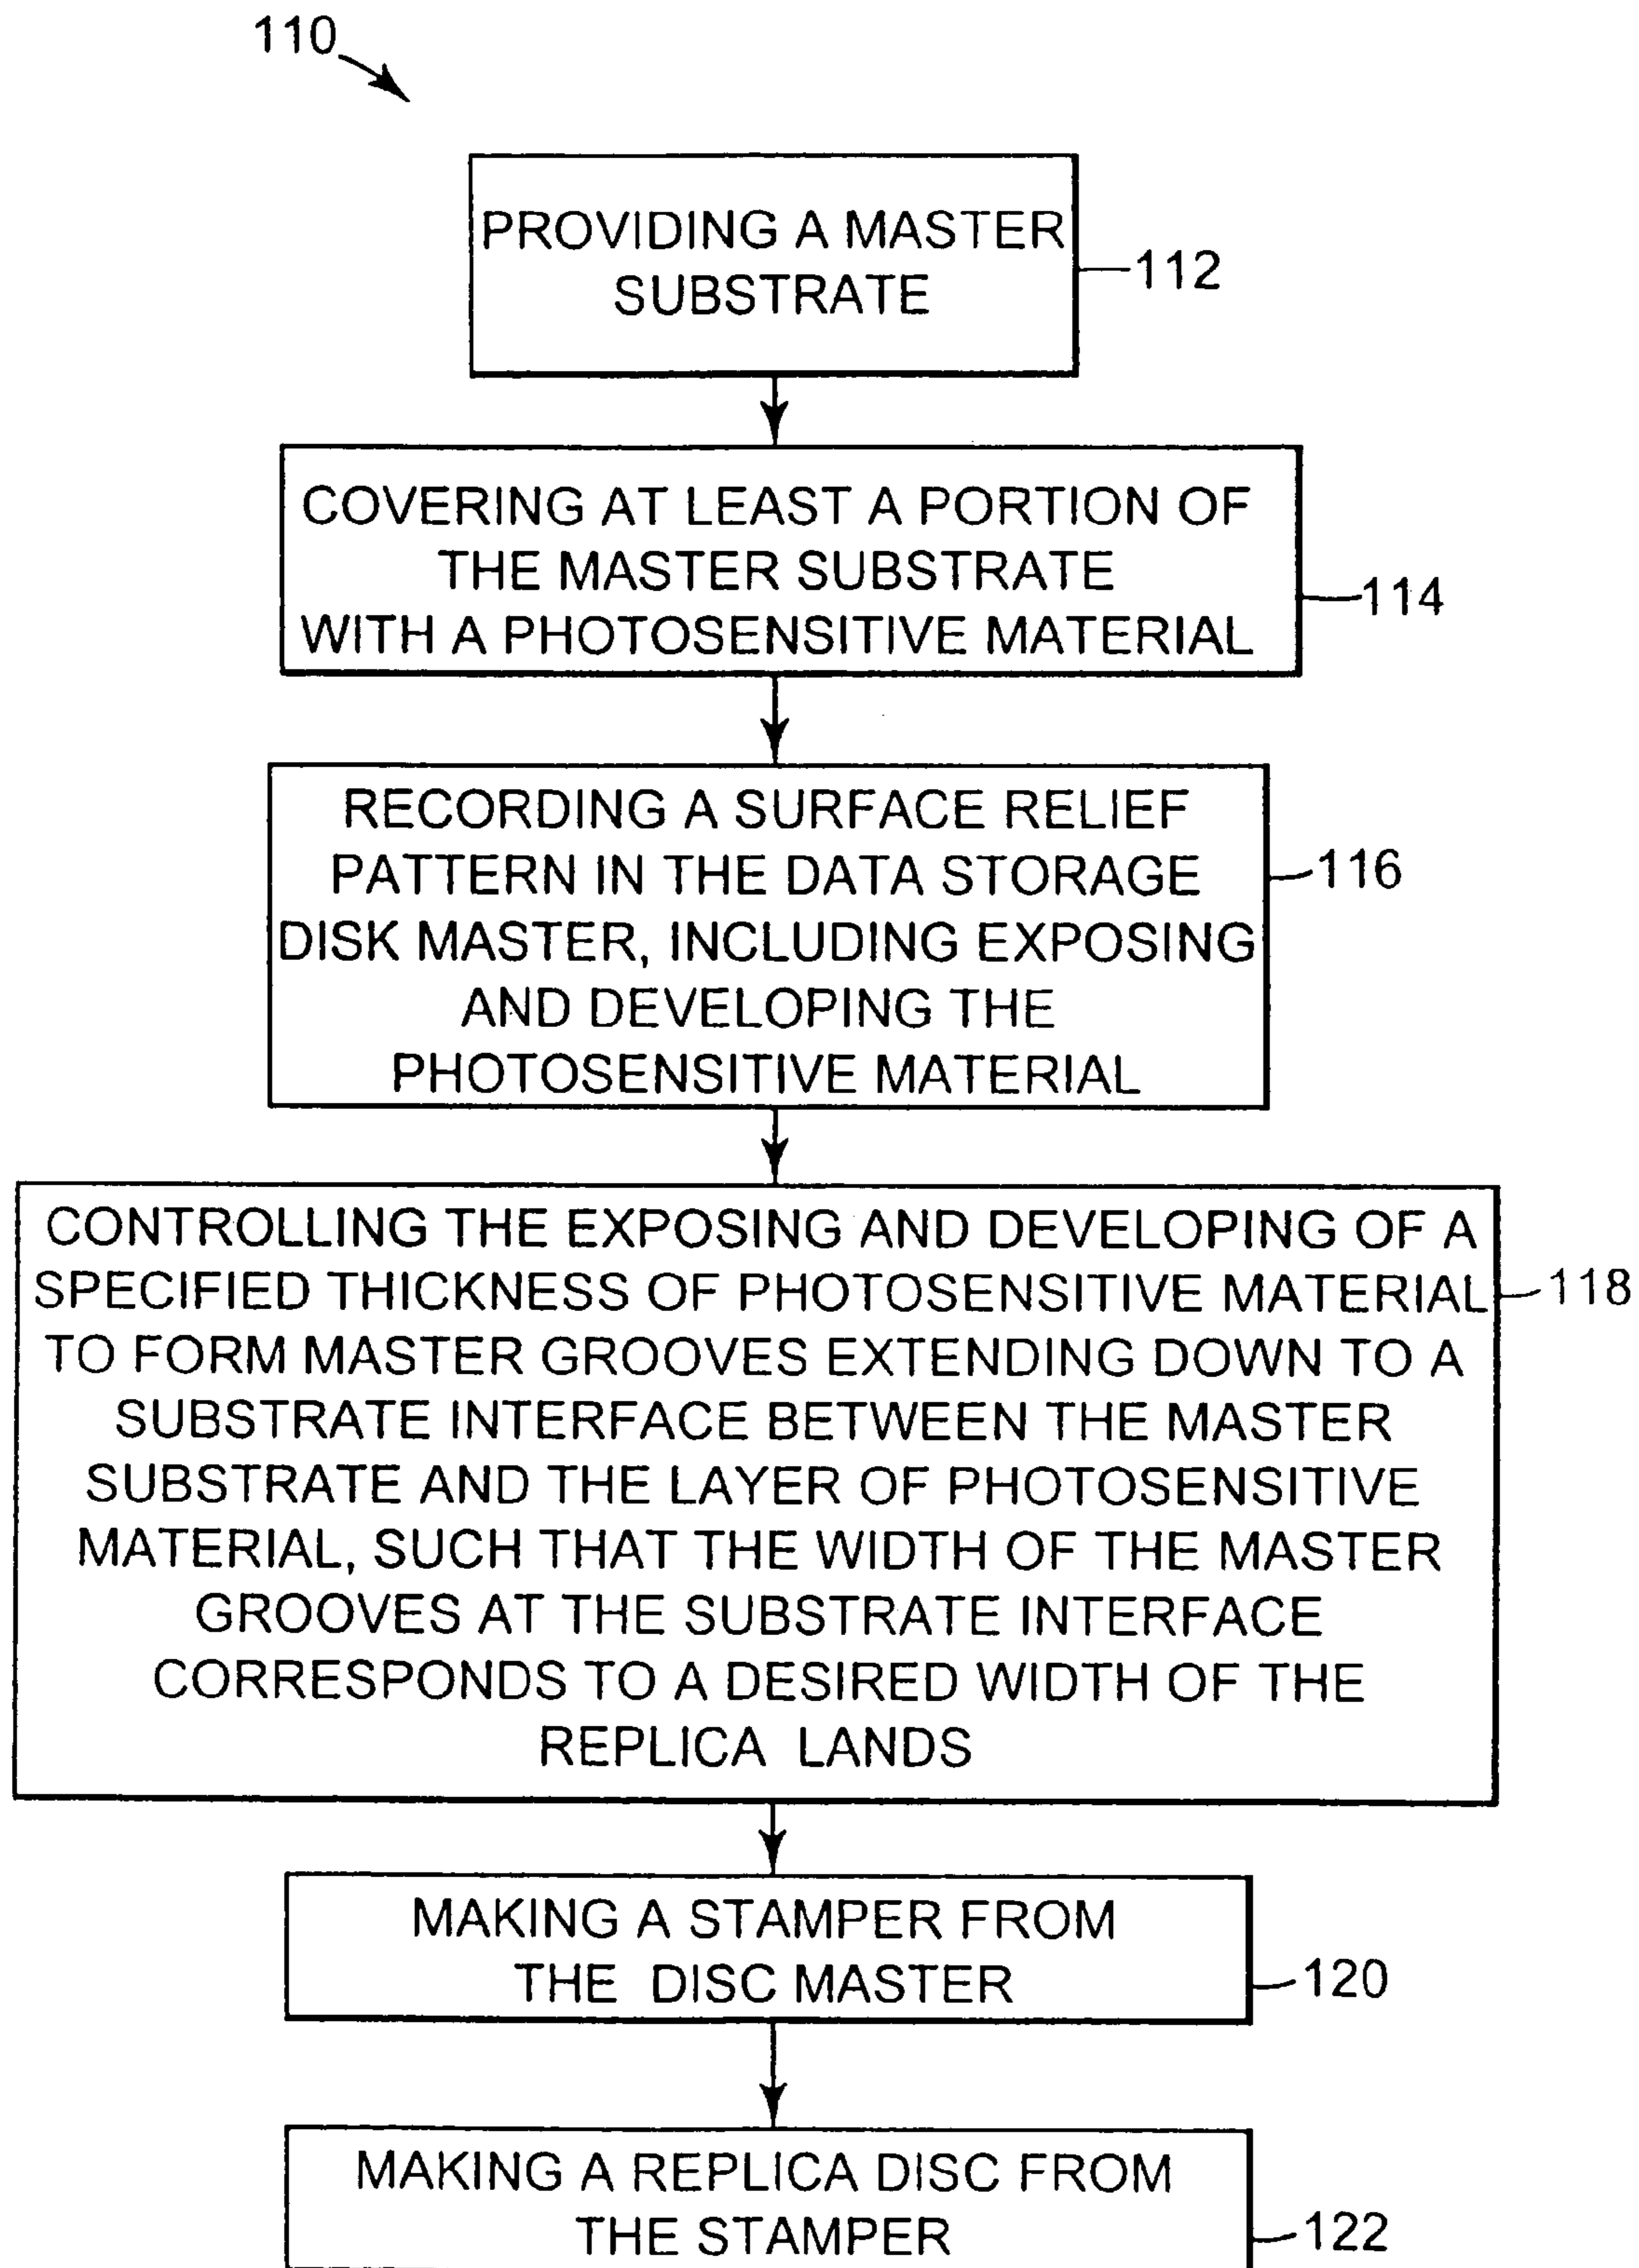 110
PROVIDING A MASTER
SUBSTRATE
112
COVERING AT LEAST A PORTION OF
THE MASTER SUBSTRATE
WITH A PHOTOSENSITIVE MATERIAL
114
RECORDING A SURFACE RELIEF
PATTERN IN THE DATA STORAGE
DISK MASTER, INCLUDING EXPOSING
AND DEVELOPING THE
PHOTOSENSITIVE MATERIAL
116
CONTROLLING THE EXPOSING AND DEVELOPING OF A
SPECIFIED THICKNESS OF PHOTOSENSITIVE MATERIAL
TO FORM MASTER GROOVES EXTENDING DOWN TO A
SUBSTRATE INTERFACE BETWEEN THE MASTER
SUBSTRATE AND THE LAYER OF PHOTOSENSITIVE
MATERIAL, SUCH THAT THE WIDTH OF THE MASTER
GROOVES AT THE SUBSTRATE INTERFACE
CORRESPONDS TO A DESIRED WIDTH OF THE
REPLICA LANDS
118
MAKING A STAMPER FROM
THE DISC MASTER
120
MAKING A REPLICA DISC FROM
THE STAMPER
122